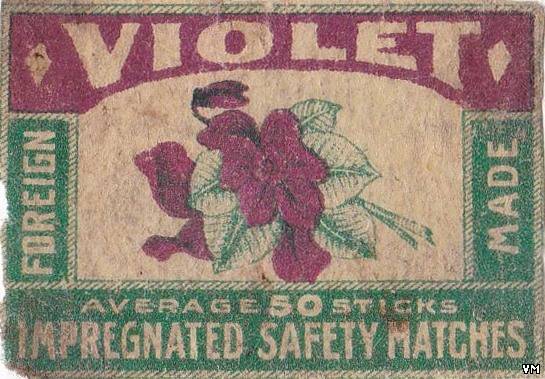 VIOLET
FOREIGN
MADE
AVERAGE 50 STICKS
IMPREGNATED SAFETY MATCHES
VM